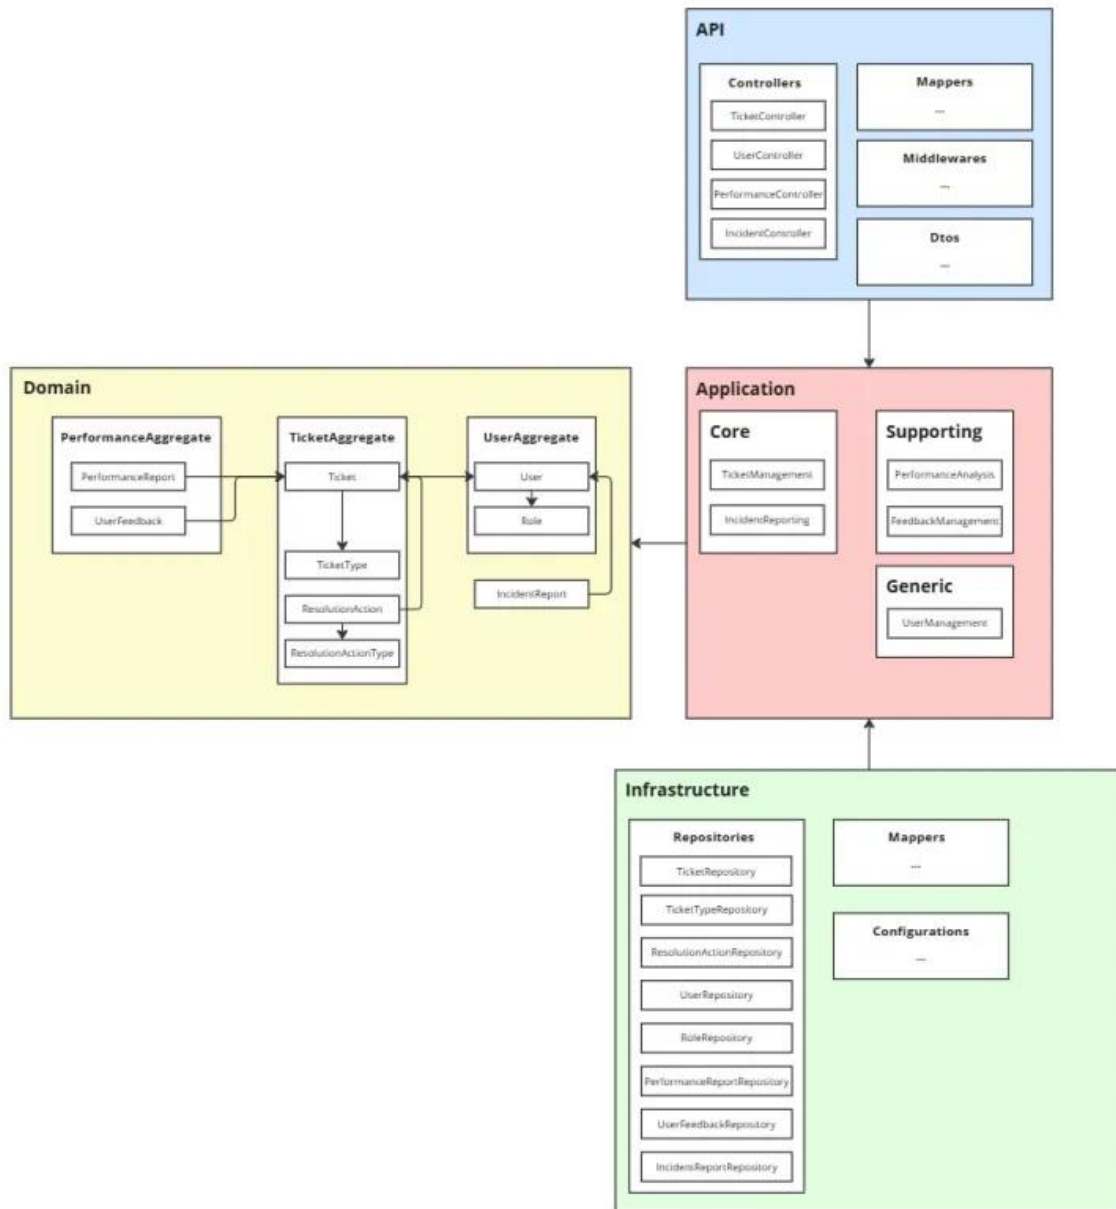 API
Controllers
TicketController
UserController
PerformanceController
IncidentController
Mappers
...
Middlewares
...
Dtos
...
Domain
PerformanceAggregate
PerformanceReport
UserFeedback
TicketAggregate
Ticket
TicketType
ResolutionAction
ResolutionActionType
UserAggregate
User
Role
IncidentReport
Application
Core
TicketManagement
IncidentReporting
Supporting
PerformanceAnalysis
FeedbackManagement
Generic
UserManagement
Infrastructure
Repositories
TicketRepository
TicketTypeRepository
ResolutionActionRepository
UserRepository
RoleRepository
PerformanceReportRepository
UserFeedbackRepository
IncidentReportRepository
Mappers
...
Configurations
...